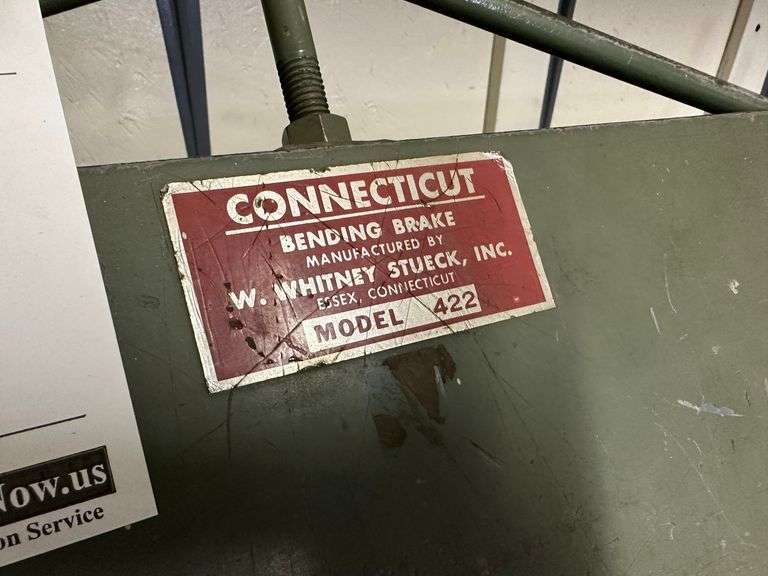 CONNECTICUT
BENDING BRAKE
MANUFACTURED BY
W. WHITNEY STUECK, INC.
ESSEX, CONNECTICUT
MODEL 422
Now.us
on Service